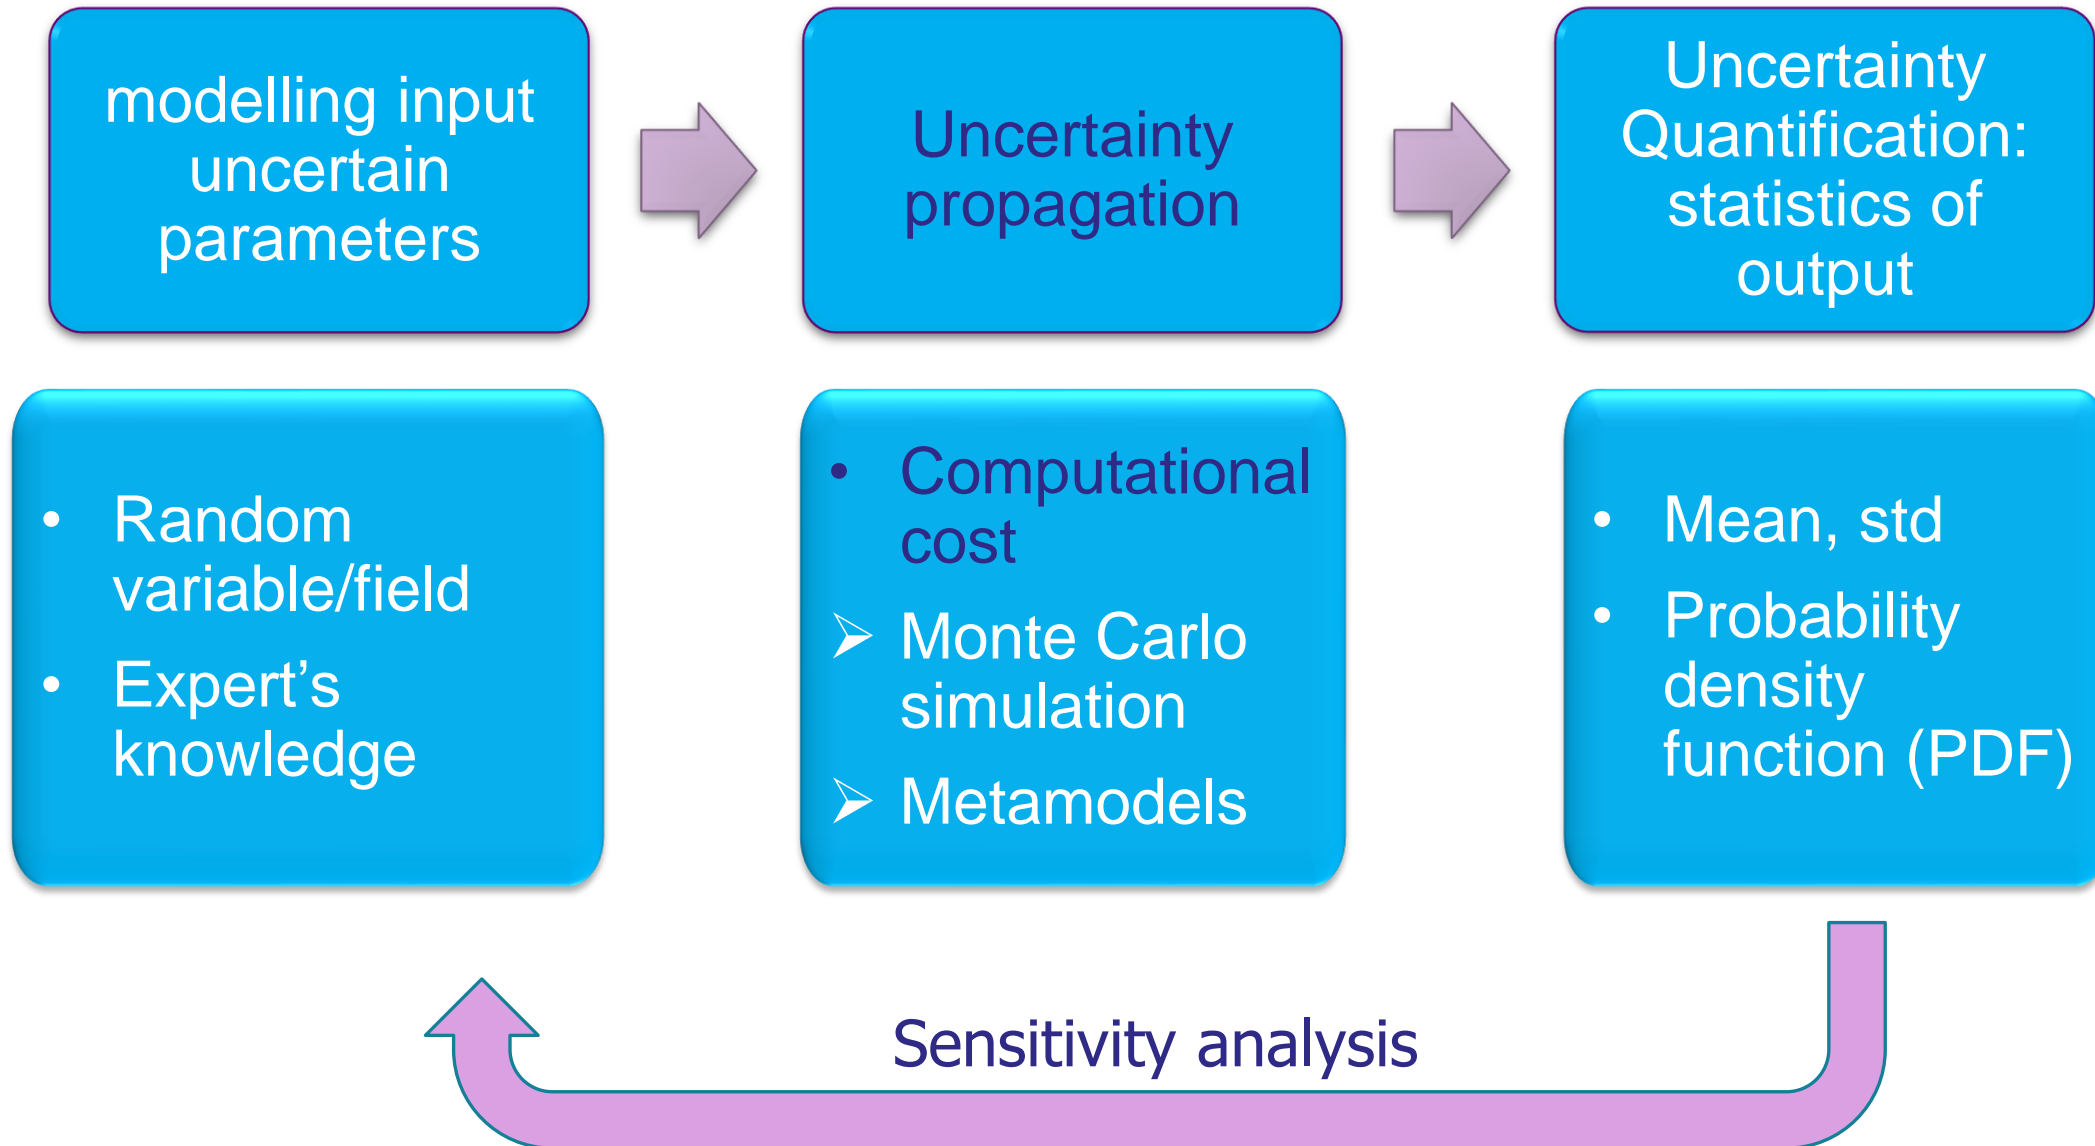 modelling input
uncertain
parameters
Uncertainty
propagation
Uncertainty
Quantification:
statistics of
output
• Random
variable/field
• Expert’s
knowledge
• Computational
cost
➢ Monte Carlo
simulation
➢ Metamodels
• Mean, std
• Probability
density
function (PDF)
Sensitivity analysis